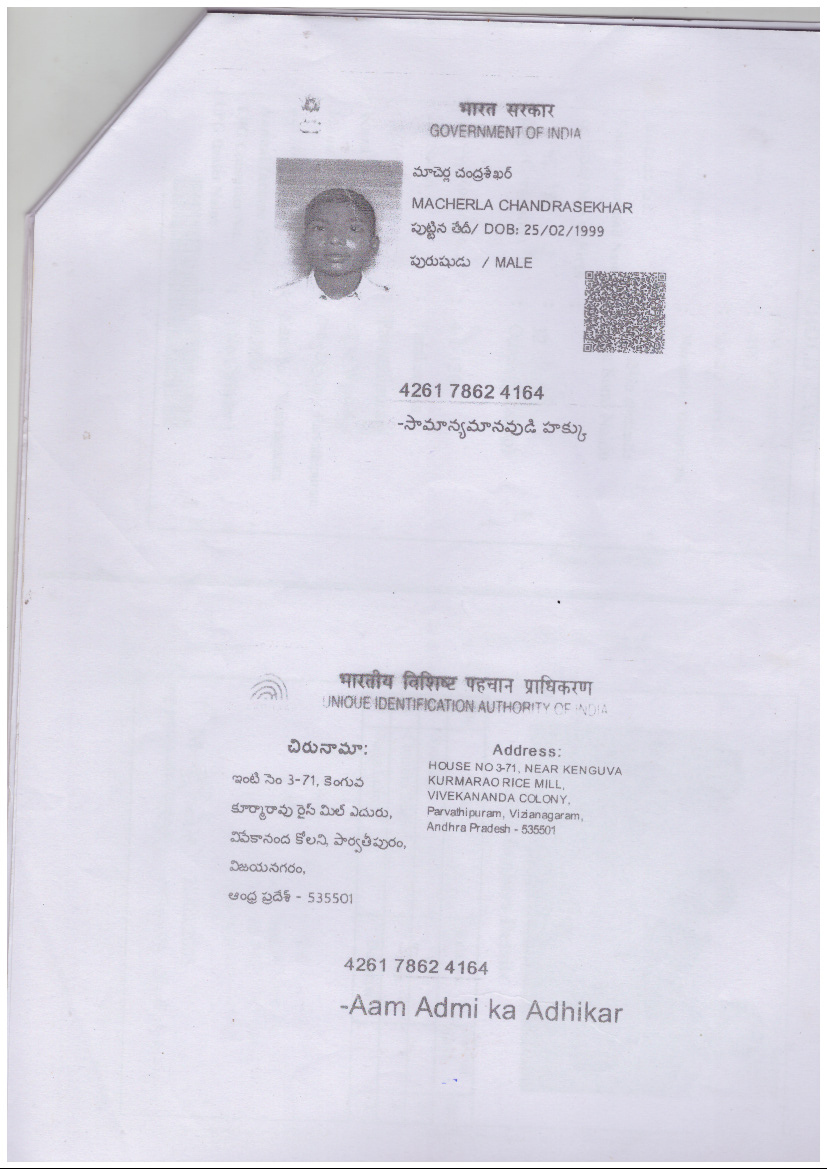 भारत सरकार
GOVERNMENT OF INDIA
మాచెర్ల చంద్రశేఖర్
MACHERLA CHANDRASEKHAR
పుట్టిన తేదీ/ DOB: 25/02/1999
పురుషుడు / MALE
4261 7862 4164
-సామాన్యమానవుడి హక్కు
भारतीय विशिष्ट पहचान प्राधिकरण
UNIQUE IDENTIFICATION AUTHORITY OF INDIA
చిరునామా:
ఇంటి నెం 3-71, కెంగువ
కూర్మారావు రైస్ మిల్ ఎదురు,
వివేకానంద కోలని, పార్వతీపురం,
విజయనగరం,
ఆంధ్ర ప్రదేశ్ - 535501
Address:
HOUSE NO 3-71, NEAR KENGUVA
KURMARAO RICE MILL,
VIVEKANANDA COLONY,
Parvathipuram, Vizianagaram,
Andhra Pradesh - 535501
4261 7862 4164
-Aam Admi ka Adhikar